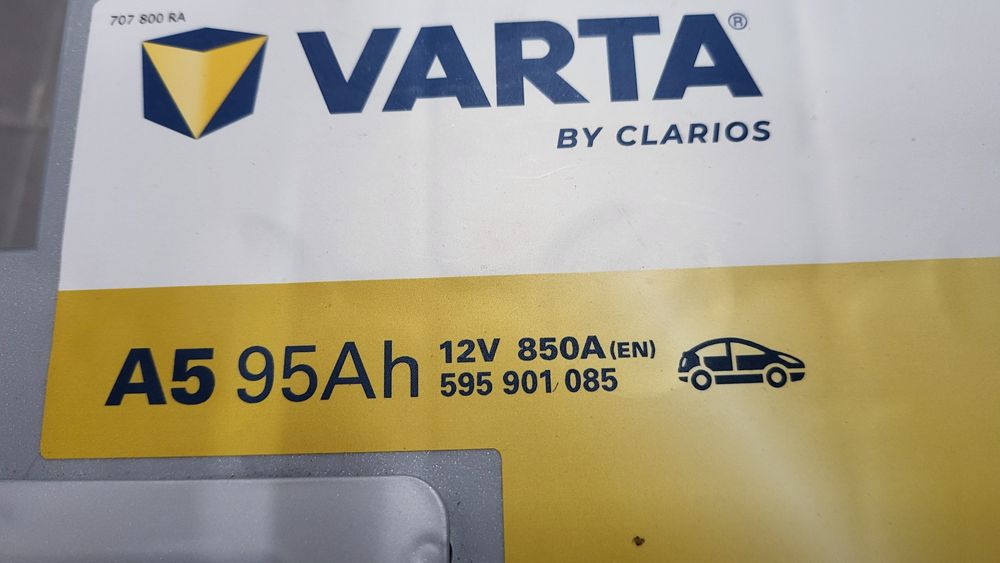 707 800 RA
VARTA®
BY CLARIOS
A5 95Ah 12V 850A (EN)
595 901 085